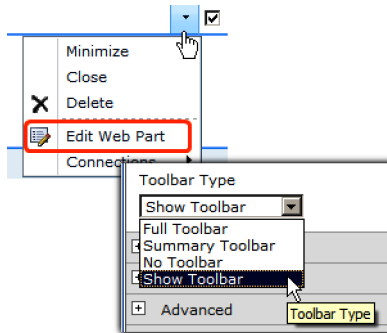 Minimize
Close
Delete
Edit Web Part
Connections
Toolbar Type
Show Toolbar
Full Toolbar
Summary Toolbar
No Toolbar
Show Toolbar
Advanced
Toolbar Type